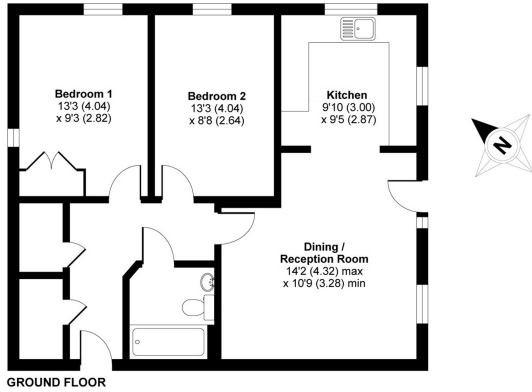 Bedroom 1
13'3 (4.04)
x 9'3 (2.82)
Bedroom 2
13'3 (4.04)
x 8'8 (2.64)
Kitchen
9'10 (3.00)
x 9'5 (2.87)
N
Dining /
Reception Room
14'2 (4.32) max
x 10'9 (3.28) min
GROUND FLOOR